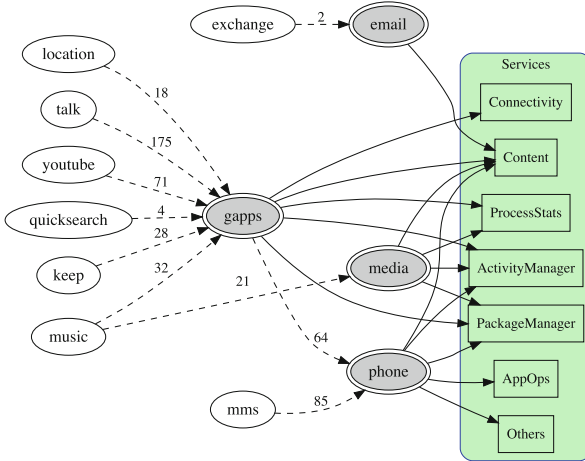 exchange
2
email
location
Services
18
Connectivity
talk
175
Content
youtube
71
ProcessStats
quicksearch
4
gapps
28
keep
32
media
ActivityManager
21
music
64
PackageManager
phone
AppOps
mms
85
Others